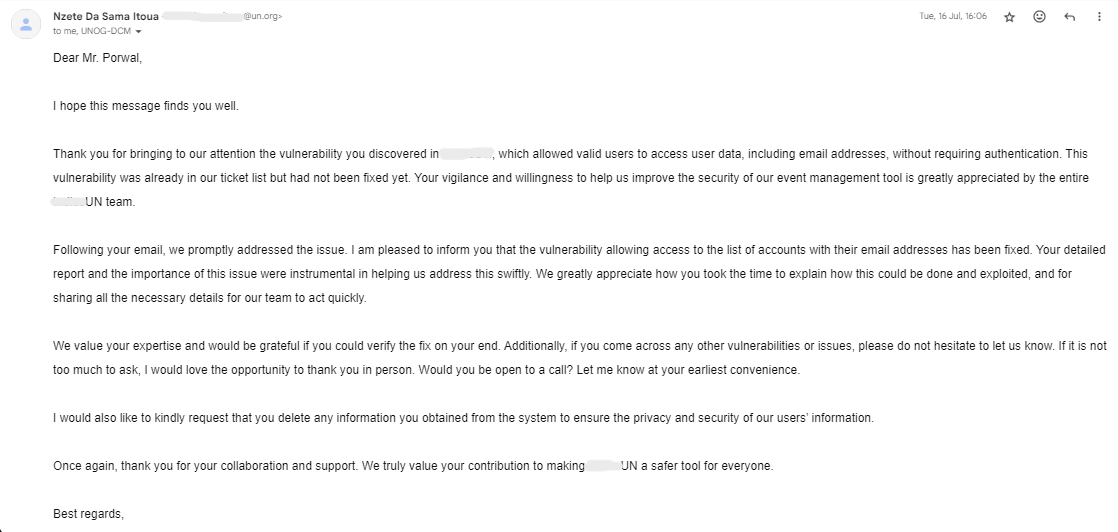 Nzete Da Sama Itoua @un.org>
Tue, 16 Jul, 16:06
to me, UNOG-DCM
Dear Mr. Porwal,
I hope this message finds you well.
Thank you for bringing to our attention the vulnerability you discovered in , which allowed valid users to access user data, including email addresses, without requiring authentication. This
vulnerability was already in our ticket list but had not been fixed yet. Your vigilance and willingness to help us improve the security of our event management tool is greatly appreciated by the entire
UN team.
Following your email, we promptly addressed the issue. I am pleased to inform you that the vulnerability allowing access to the list of accounts with their email addresses has been fixed. Your detailed
report and the importance of this issue were instrumental in helping us address this swiftly. We greatly appreciate how you took the time to explain how this could be done and exploited, and for
sharing all the necessary details for our team to act quickly.
We value your expertise and would be grateful if you could verify the fix on your end. Additionally, if you come across any other vulnerabilities or issues, please do not hesitate to let us know. If it is not
too much to ask, I would love the opportunity to thank you in person. Would you be open to a call? Let me know at your earliest convenience.
I would also like to kindly request that you delete any information you obtained from the system to ensure the privacy and security of our users' information.
Once again, thank you for your collaboration and support. We truly value your contribution to making UN a safer tool for everyone.
Best regards,